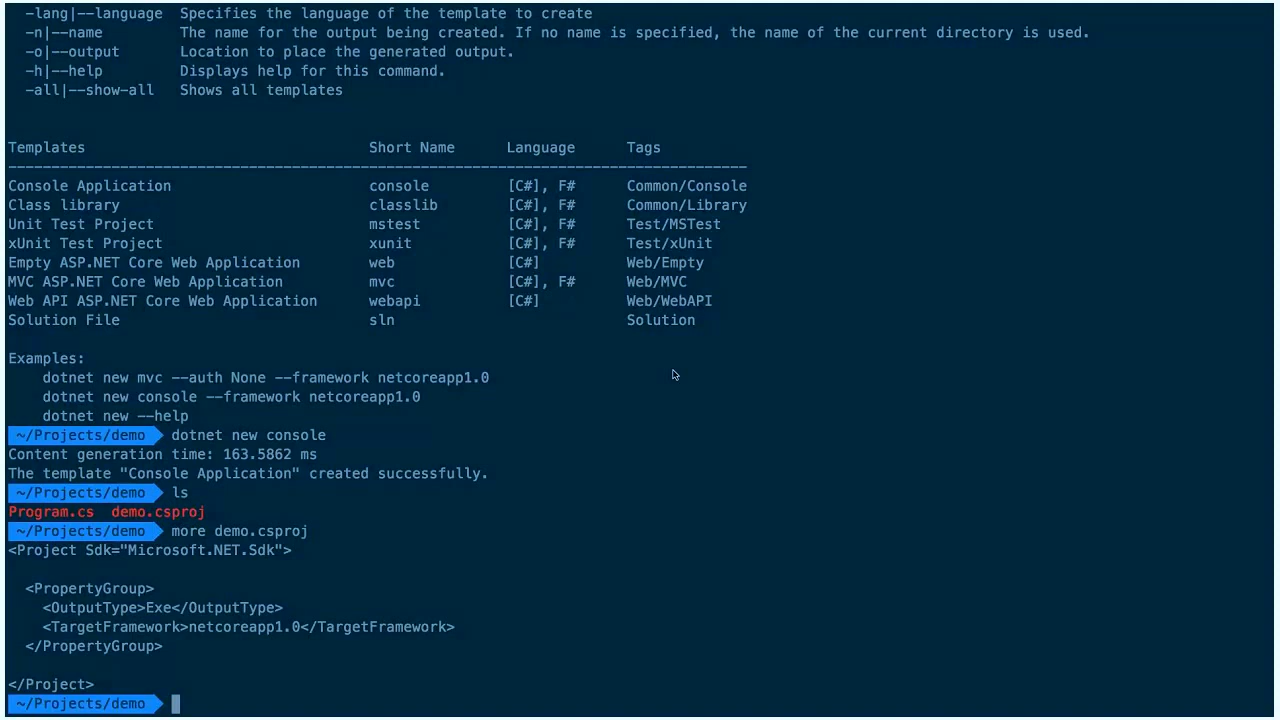 -lang|--language  Specifies the language of the template to create
-n|--name         The name for the output being created. If no name is specified, the name of the current directory is used.
-o|--output       Location to place the generated output.
-h|--help         Displays help for this command.
-all|--show-all   Shows all templates
Templates                                 Short Name      Language      Tags
--------------------------------------------------------------------------------------
Console Application                       console         [C#], F#      Common/Console
Class library                             classlib        [C#], F#      Common/Library
Unit Test Project                         mstest          [C#], F#      Test/MSTest
xUnit Test Project                        xunit           [C#], F#      Test/xUnit
Empty ASP.NET Core Web Application        web             [C#]          Web/Empty
MVC ASP.NET Core Web Application          mvc             [C#], F#      Web/MVC
Web API ASP.NET Core Web Application      webapi          [C#]          Web/WebAPI
Solution File                             sln                           Solution
Examples:
    dotnet new mvc --auth None --framework netcoreapp1.0
    dotnet new console --framework netcoreapp1.0
    dotnet new --help
~/Projects/demo dotnet new console
Content generation time: 163.5862 ms
The template "Console Application" created successfully.
~/Projects/demo ls
Program.cs  demo.csproj
~/Projects/demo more demo.csproj
<Project Sdk="Microsoft.NET.Sdk">
  <PropertyGroup>
    <OutputType>Exe</OutputType>
    <TargetFramework>netcoreapp1.0</TargetFramework>
  </PropertyGroup>
</Project>
~/Projects/demo